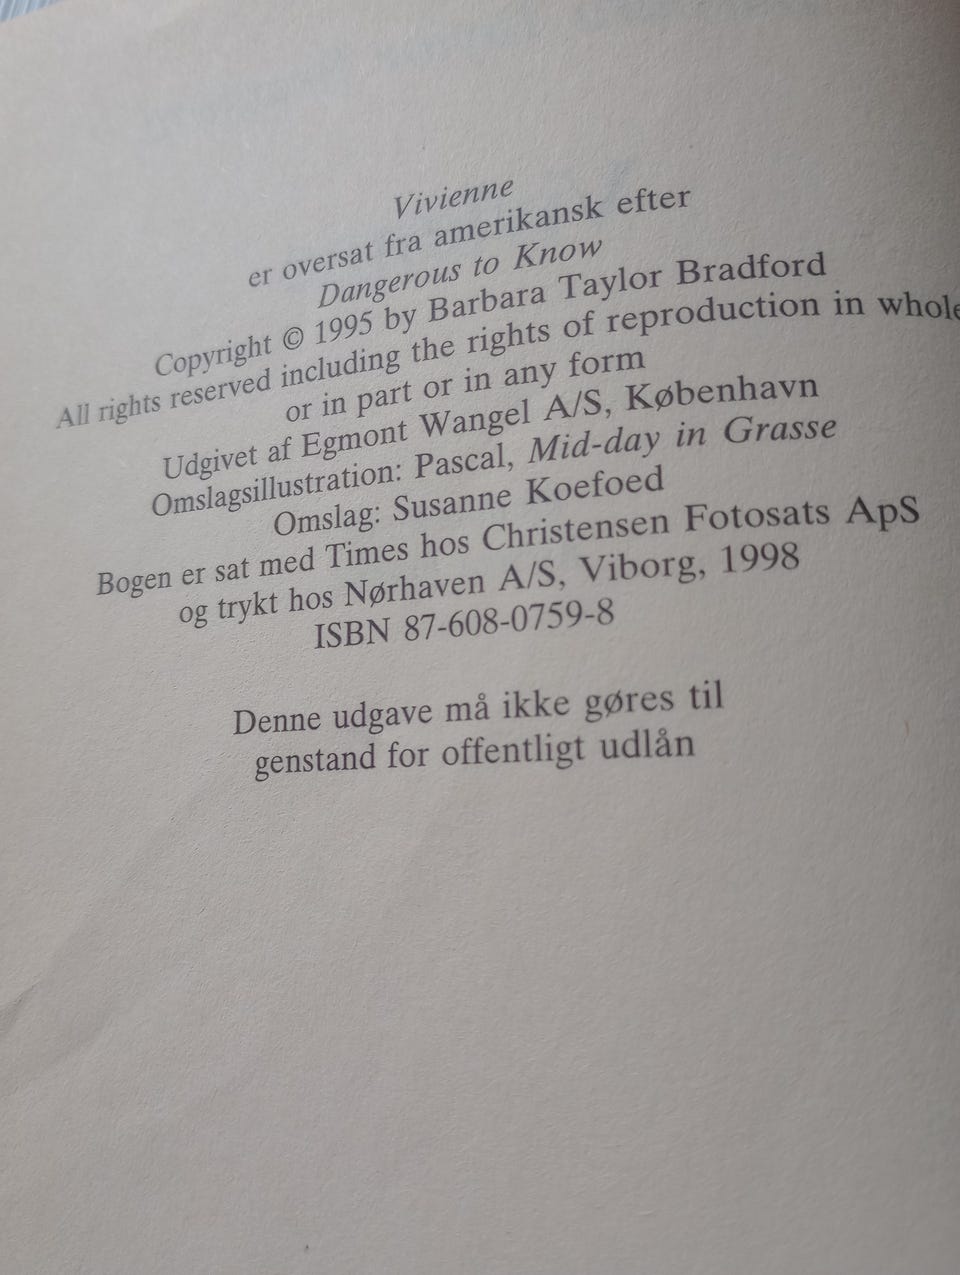 Vivienne
er oversat fra amerikansk efter
Dangerous to Know
Copyright © 1995 by Barbara Taylor Bradford
All rights reserved including the rights of reproduction in whole
or in part or in any form
Udgivet af Egmont Wangel A/S, København
Omslagsillustration: Pascal, Mid-day in Grasse
Omslag: Susanne Koefoed
Bogen er sat med Times hos Christensen Fotosats ApS
og trykt hos Nørhaven A/S, Viborg, 1998
ISBN 87-608-0759-8
Denne udgave må ikke gøres til
genstand for offentligt udlån